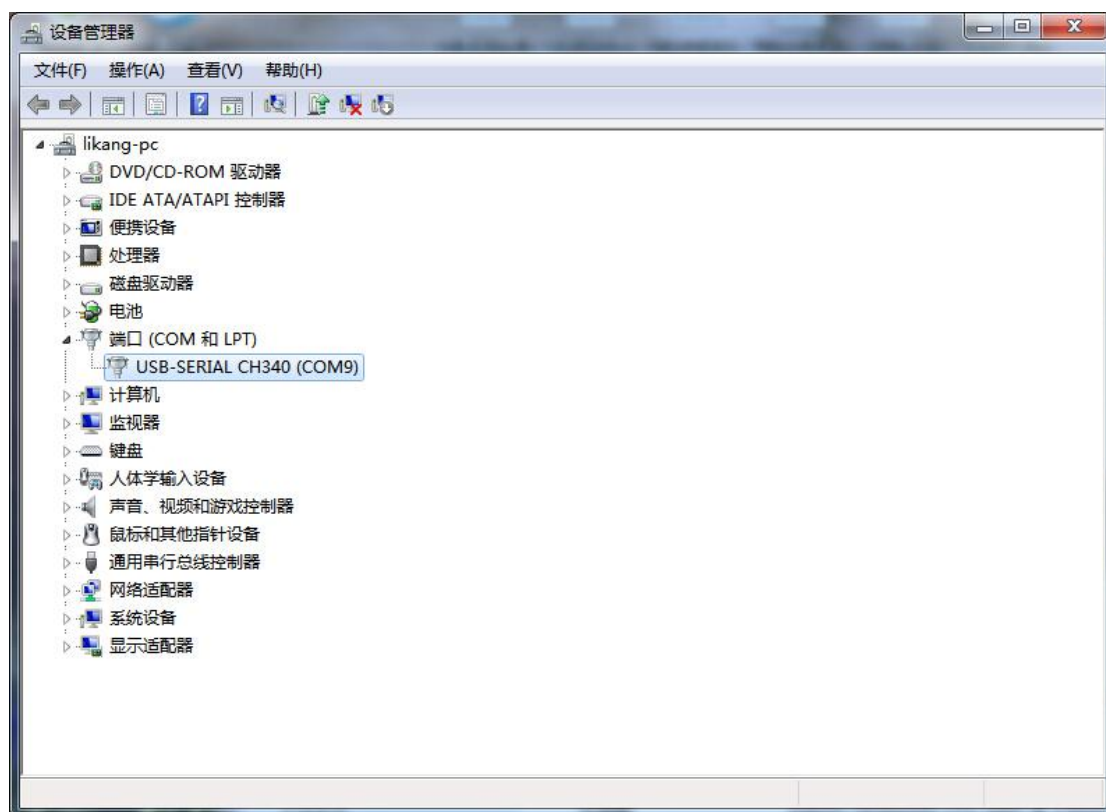 设备管理器
文件(F) 操作(A) 查看(V) 帮助(H)
likang-pc
DVD/CD-ROM 驱动器
IDE ATA/ATAPI 控制器
便携设备
处理器
磁盘驱动器
电池
端口 (COM 和 LPT)
USB-SERIAL CH340 (COM9)
计算机
监视器
键盘
人体学输入设备
声音、视频和游戏控制器
鼠标和其他指针设备
通用串行总线控制器
网络适配器
系统设备
显示适配器